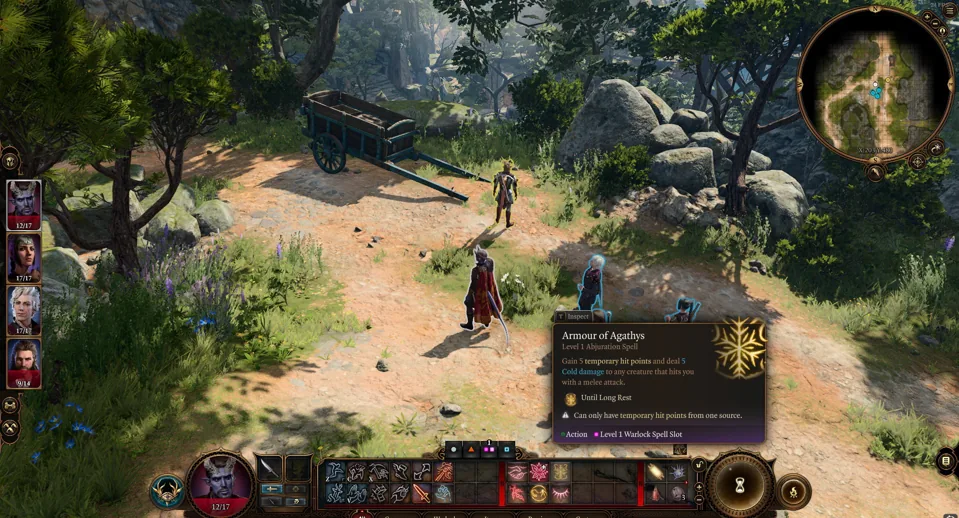 12/17
17/17
17/17
9/14
T Inspect
Armour of Agathys
Level 1 Abjuration Spell
Gain 5 temporary hit points and deal 5
Cold damage to any creature that hits you
with a melee attack.
Until Long Rest
Can only have temporary hit points from one source.
Action Level 1 Warlock Spell Slot
12/17